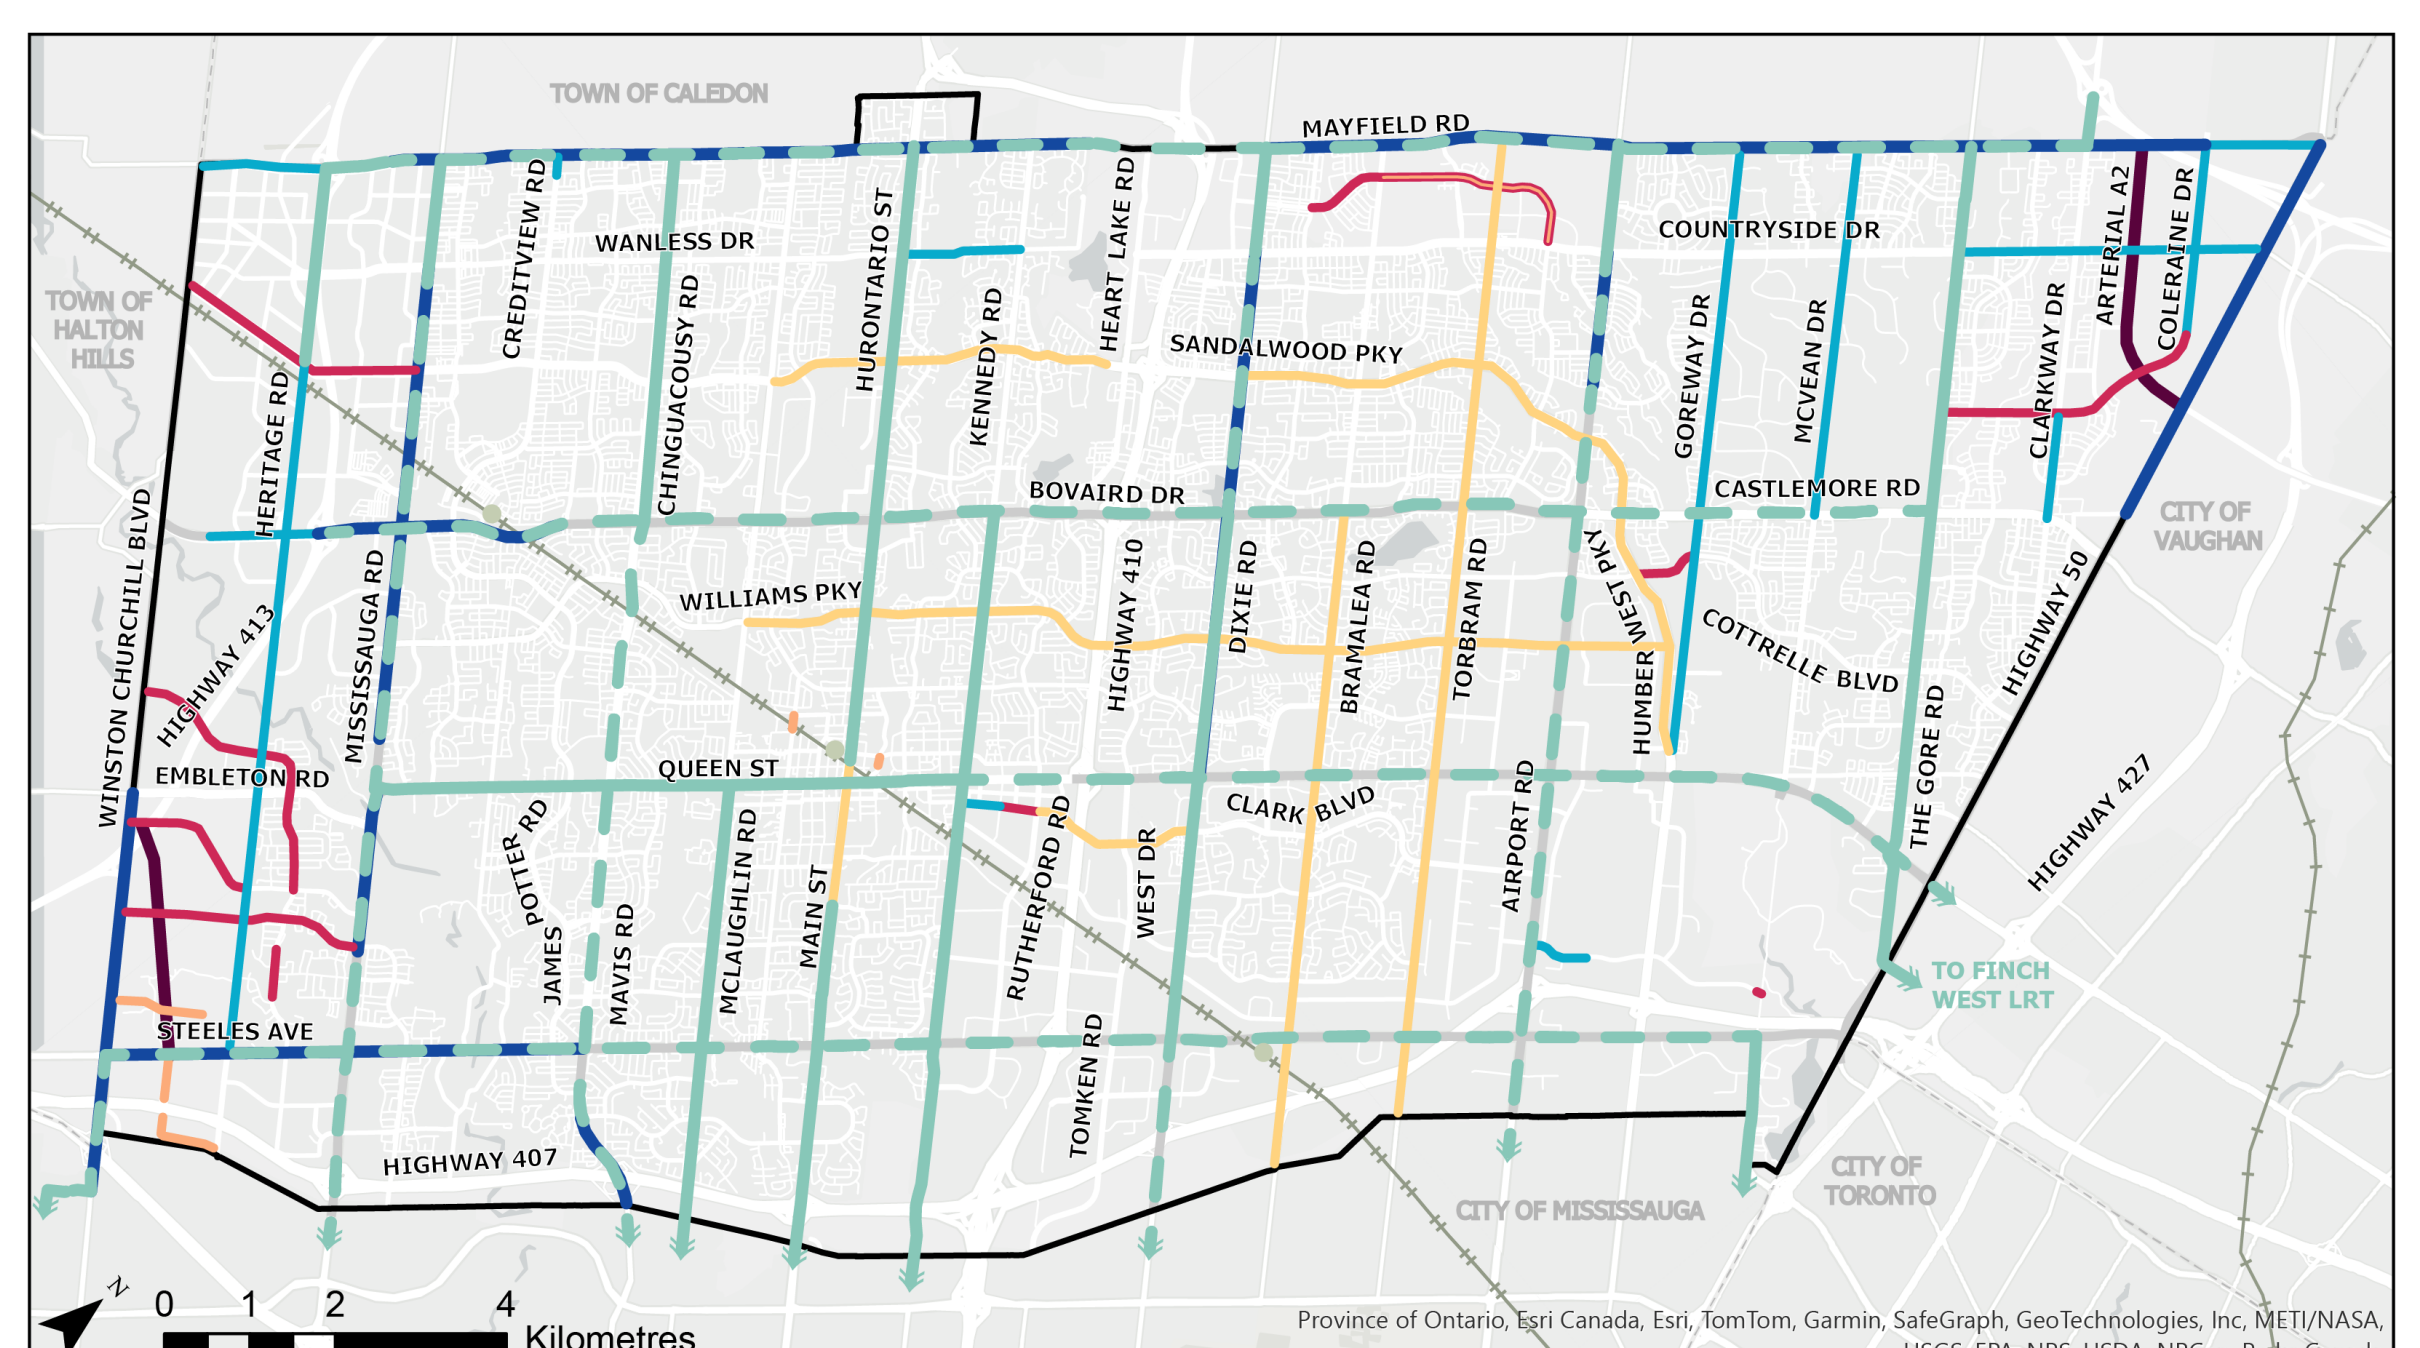 TOWN OF CALEDON
MAYFIELD RD
CREDITVIEW RD
WANLESS DR
CHINGUACOUSY RD
HURONTARIO ST
KENNEDY RD
HEART LAKE RD
COUNTRYSIDE DR
ARTERIAL A2
COLERAINE DR
TOWN OF
HALTON
HILLS
SANDALWOOD PKY
GOREWAY DR
MCVEAN DR
CLARKWAY DR
HERITAGE RD
BOVAIRD DR
CASTLEMORE RD
CITY OF
VAUGHAN
WINSTON CHURCHILL BLVD
HIGHWAY 413
MISSISSAUGA RD
WILLIAMS PKY
HIGHWAY 410
DIXIE RD
BRAMALEA RD
TORBRAM RD
HUMBER WEST PKY
COTTRELLE BLVD
HIGHWAY 50
THE GORE RD
HIGHWAY 427
EMBLETON RD
QUEEN ST
CLARK BLVD
AIRPORT RD
JAMES POTTER RD
MAVIS RD
MCLAUGHLIN RD
MAIN ST
RUTHERFORD RD
WEST DR
TO FINCH
WEST LRT
STEELES AVE
TOMKEN RD
HIGHWAY 407
CITY OF MISSISSAUGA
CITY OF
TORONTO
N
0 1 2 4
Kilometres
Province of Ontario, Esri Canada, Esri, TomTom, Garmin, SafeGraph, GeoTechnologies, Inc, METI/NASA,